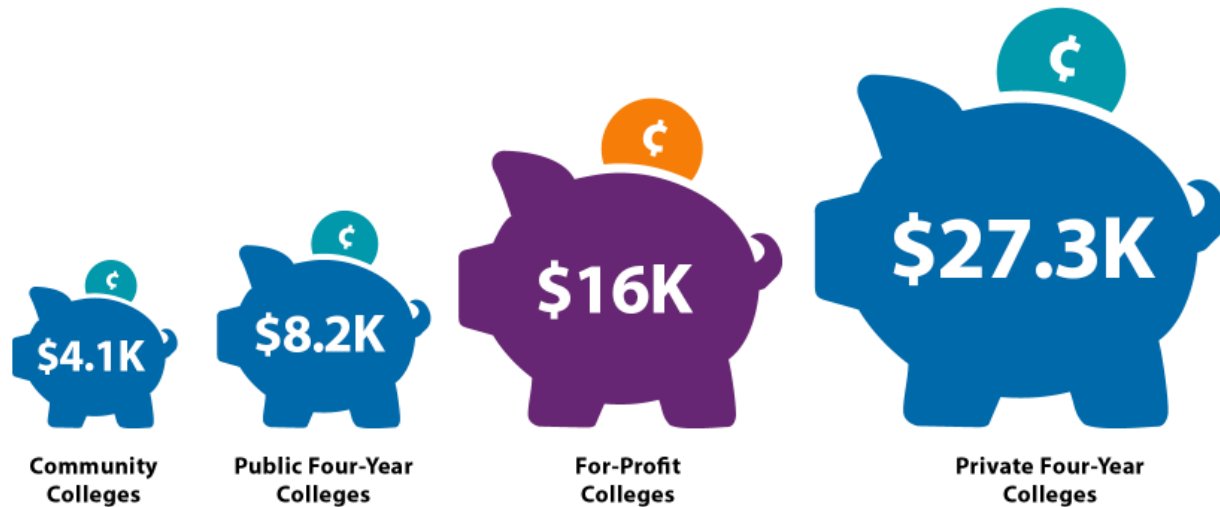 ¢
¢
¢
¢
$4.1K
$8.2K
$16K
$27.3K
Community
Colleges
Public Four-Year
Colleges
For-Profit
Colleges
Private Four-Year
Colleges